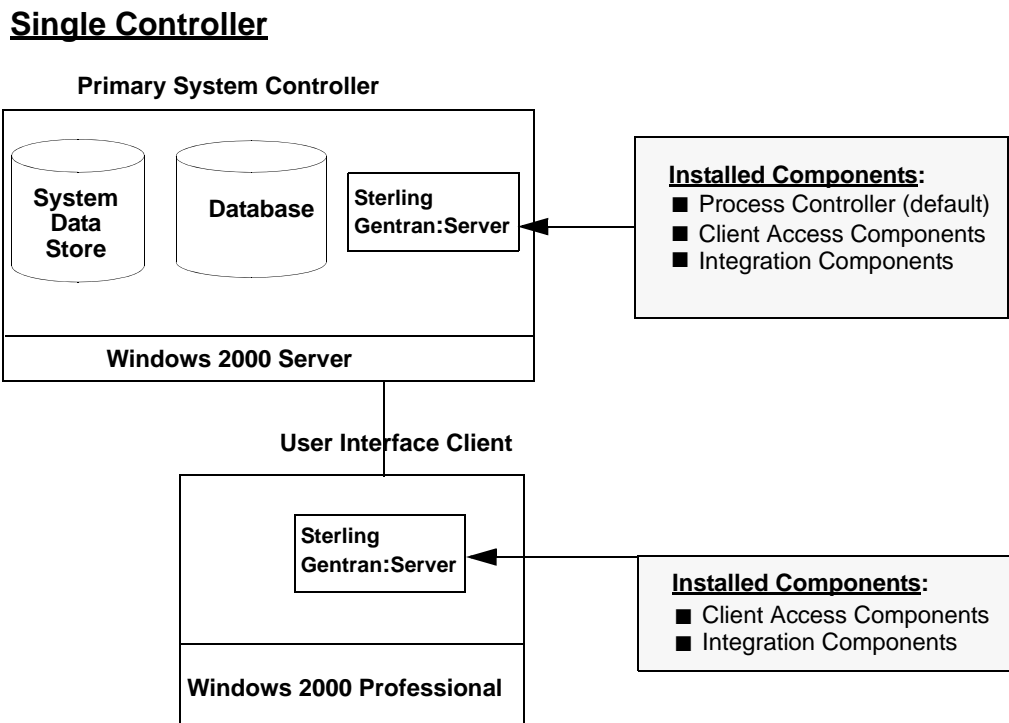 Single Controller
Primary System Controller
System
Data
Store
Database
Sterling
Gentran:Server
Installed Components:
■ Process Controller (default)
■ Client Access Components
■ Integration Components
Windows 2000 Server
User Interface Client
Sterling
Gentran:Server
Installed Components:
■ Client Access Components
■ Integration Components
Windows 2000 Professional